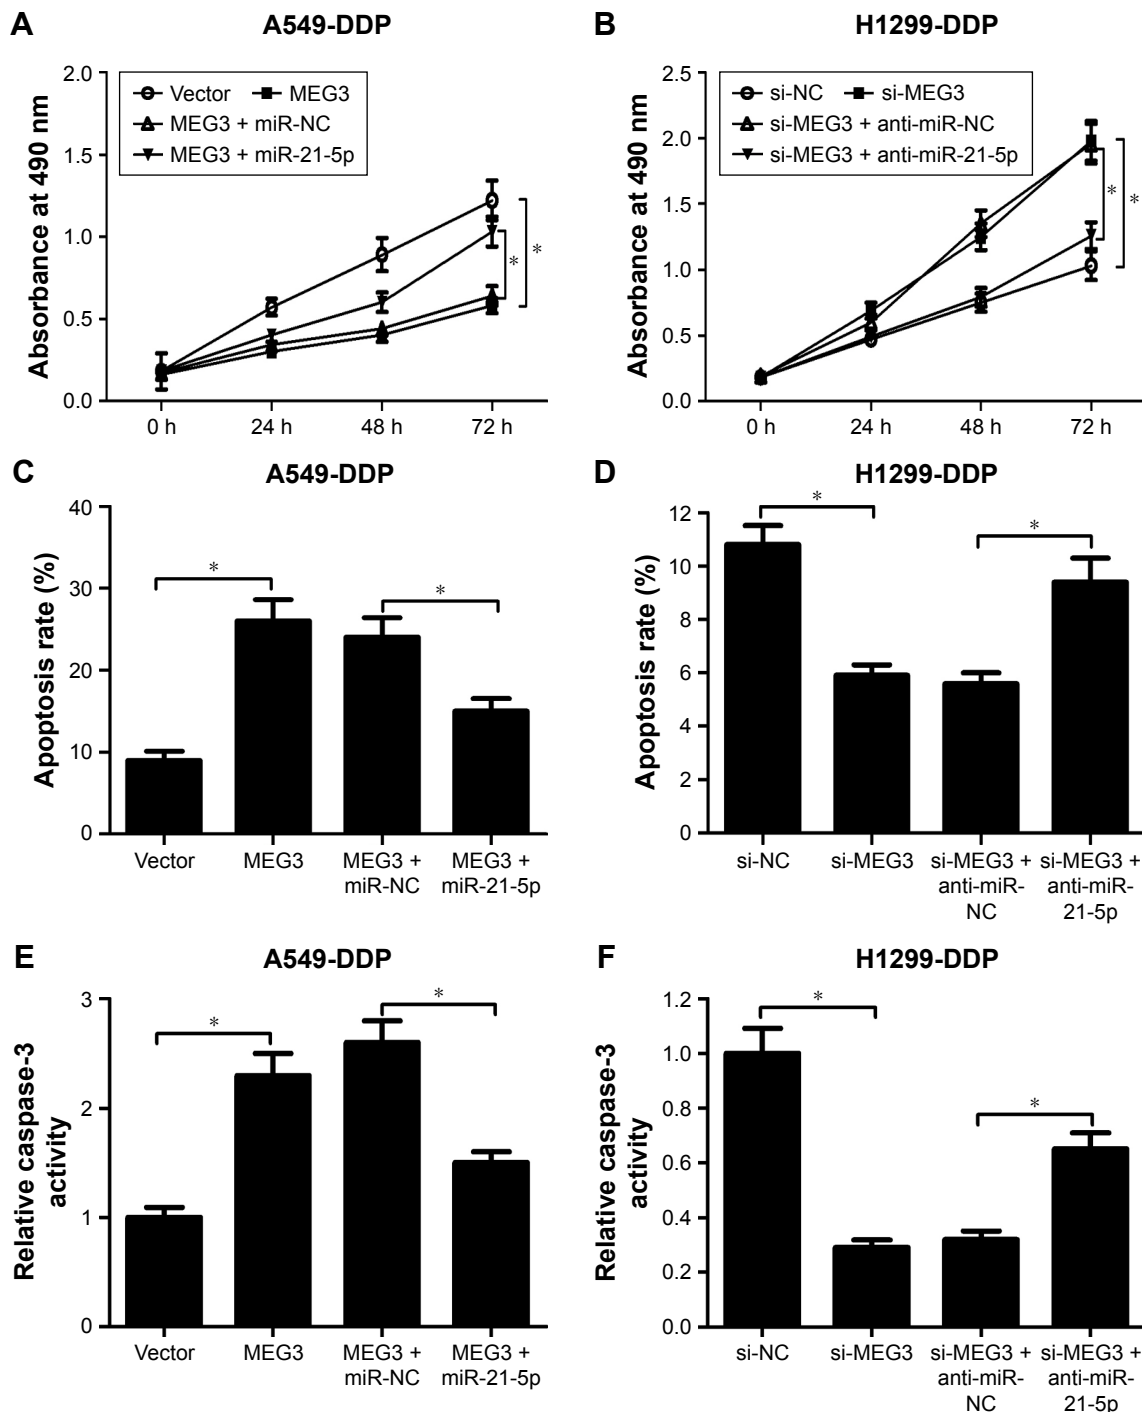 A
A549-DDP
Absorbance at 490 nm
2.0
1.5
1.0
0.5
0.0
Vector MEG3
MEG3 + miR-NC
MEG3 + miR-21-5p
*
*
0 h 24 h 48 h 72 h
B
H1299-DDP
Absorbance at 490 nm
2.5
2.0
1.5
1.0
0.5
0.0
si-NC si-MEG3
si-MEG3 + anti-miR-NC
si-MEG3 + anti-miR-21-5p
*
*
0 h 24 h 48 h 72 h
C
A549-DDP
Apoptosis rate (%)
40
30
20
10
0
*
*
Vector MEG3 MEG3 + MEG3 +
miR-NC miR-21-5p
D
H1299-DDP
Apoptosis rate (%)
12
10
8
6
4
2
0
*
*
si-NC si-MEG3 si-MEG3 + si-MEG3 +
anti-miR- anti-miR-
NC 21-5p
E
A549-DDP
Relative caspase-3
activity
3
2
1
0
*
*
Vector MEG3 MEG3 + MEG3 +
miR-NC miR-21-5p
F
H1299-DDP
Relative caspase-3
activity
1.2
1.0
0.8
0.6
0.4
0.2
0.0
*
*
si-NC si-MEG3 si-MEG3 + si-MEG3 +
anti-miR- anti-miR-
NC 21-5p